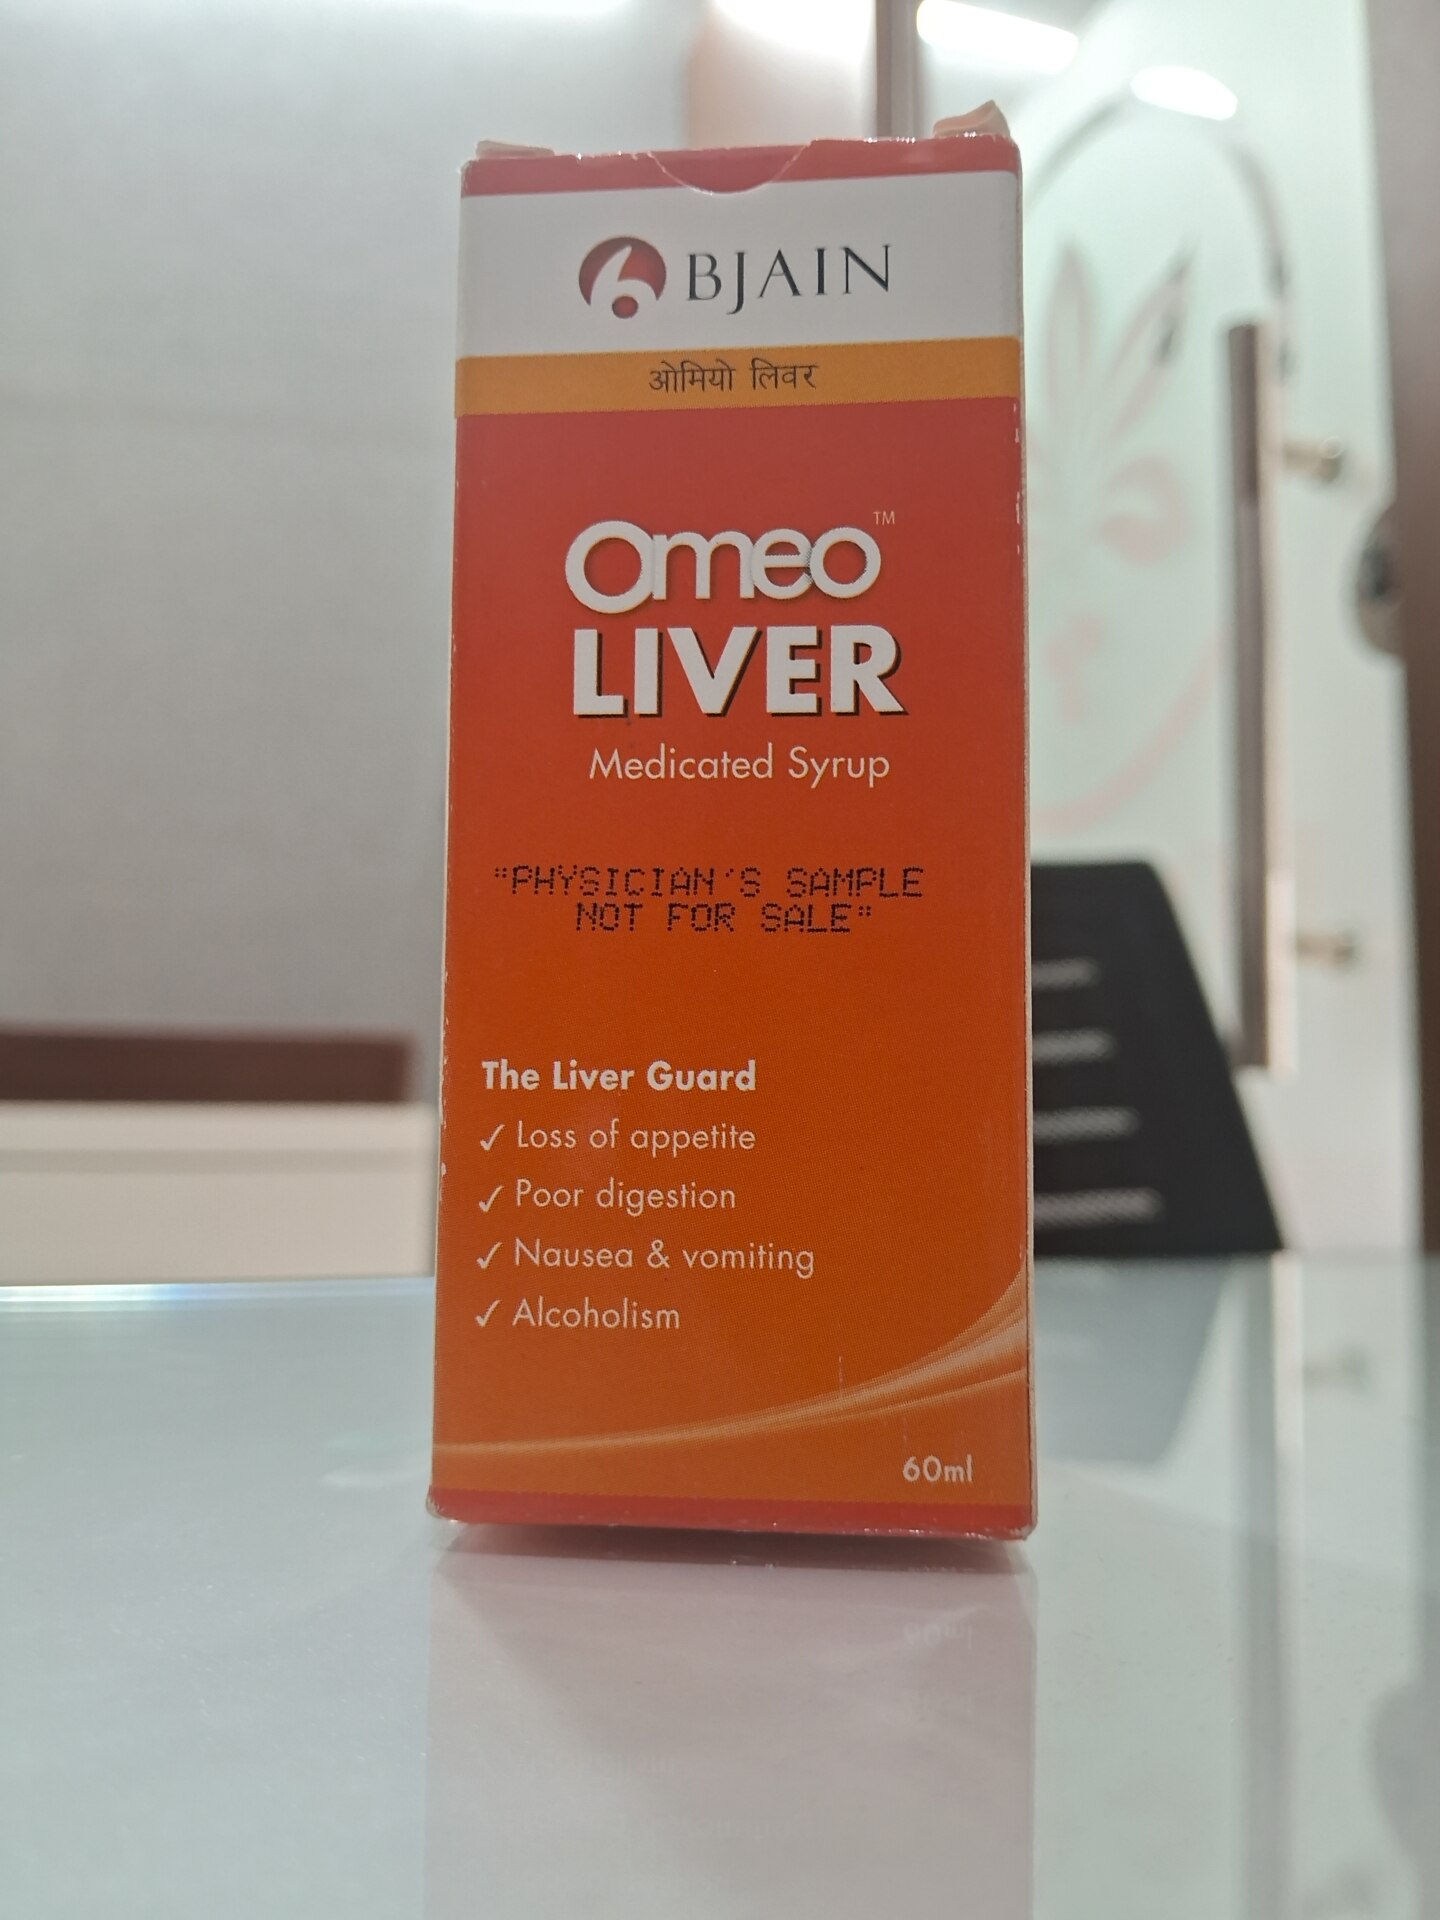 BJAIN
ओमियो लिवर
Omeo™
LIVER
Medicated Syrup
"PHYSICIAN'S SAMPLE
NOT FOR SALE"
The Liver Guard
✓ Loss of appetite
✓ Poor digestion
✓ Nausea & vomiting
✓ Alcoholism
60ml